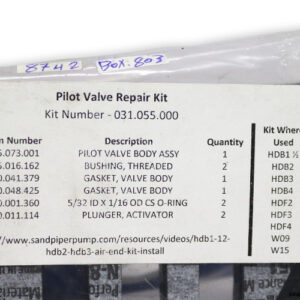 8742 BOX-803
Pilot Valve Repair Kit
Kit Number - 031.055.000
Number Description Quantity Kit Where
.073.001 PILOT VALVE BODY ASSY 1 Used
.016.162 BUSHING, THREADED 2 HDB1 ½
.041.379 GASKET, VALVE BODY 1 HDB2
.048.425 GASKET, VALVE BODY 1 HDB3
.001.360 5/32 ID X 1/16 OD CS O-RING 2 HDB4
.011.114 PLUNGER, ACTIVATOR 2 HDF2
HDF3
HDF4
W09
W15
/www.sandpiperpump.com/resources/videos/hdb1-12-
hdb2-hdb3-air-end-kit-install